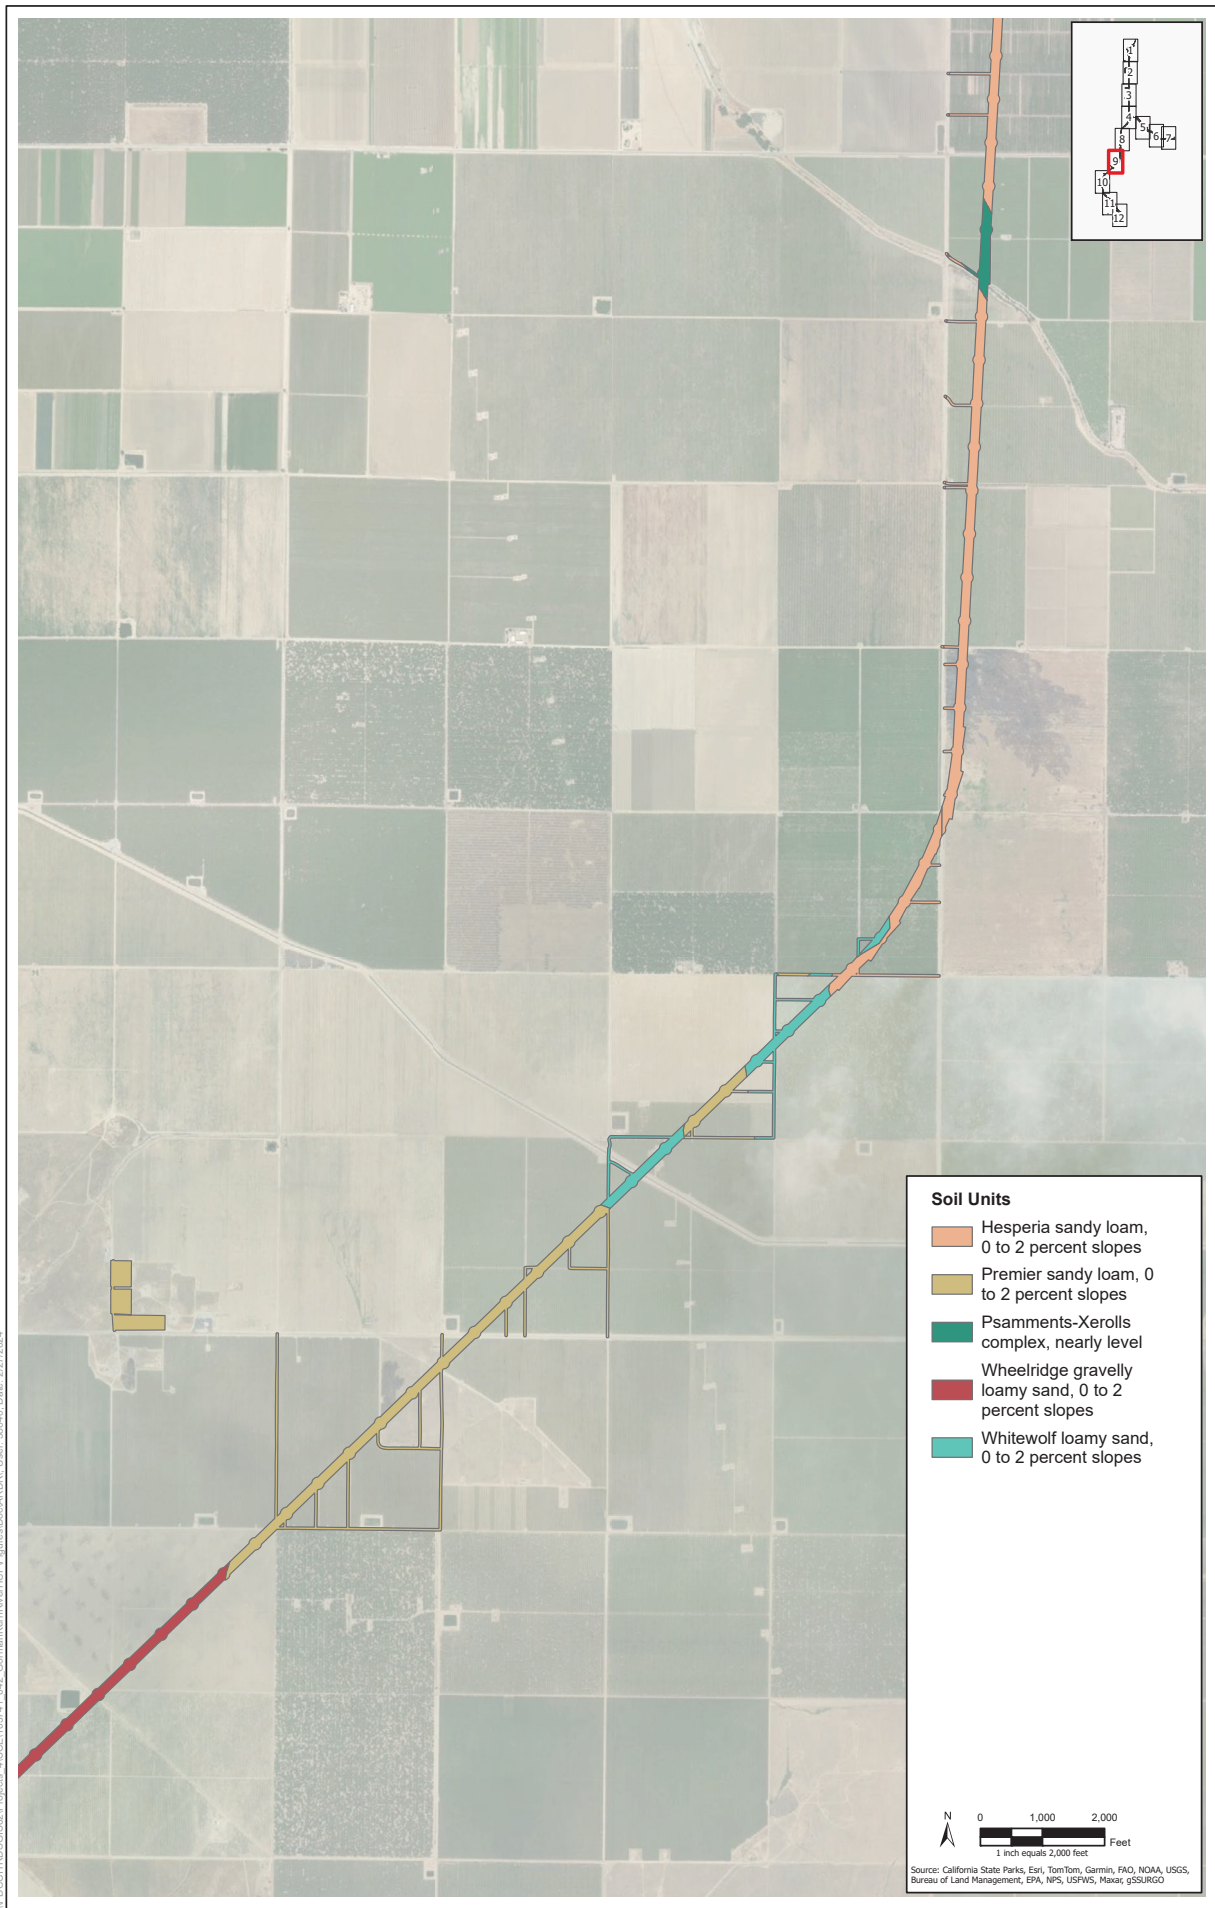 1
2
3
4
5
6
7
8
9
10
11
12
Soil Units
Hesperia sandy loam,
0 to 2 percent slopes
Premier sandy loam, 0
to 2 percent slopes
Psamments-Xerolls
complex, nearly level
Wheelridge gravelly
loamy sand, 0 to 2
percent slopes
Whitewolf loamy sand,
0 to 2 percent slopes
N
0 1,000 2,000
Feet
1 inch equals 2,000 feet
Source: California State Parks, Esri, TomTom, Garmin, FAO, NOAA, USGS,
Bureau of Land Management, EPA, NPS, USFWS, Maxar, gSSURGO